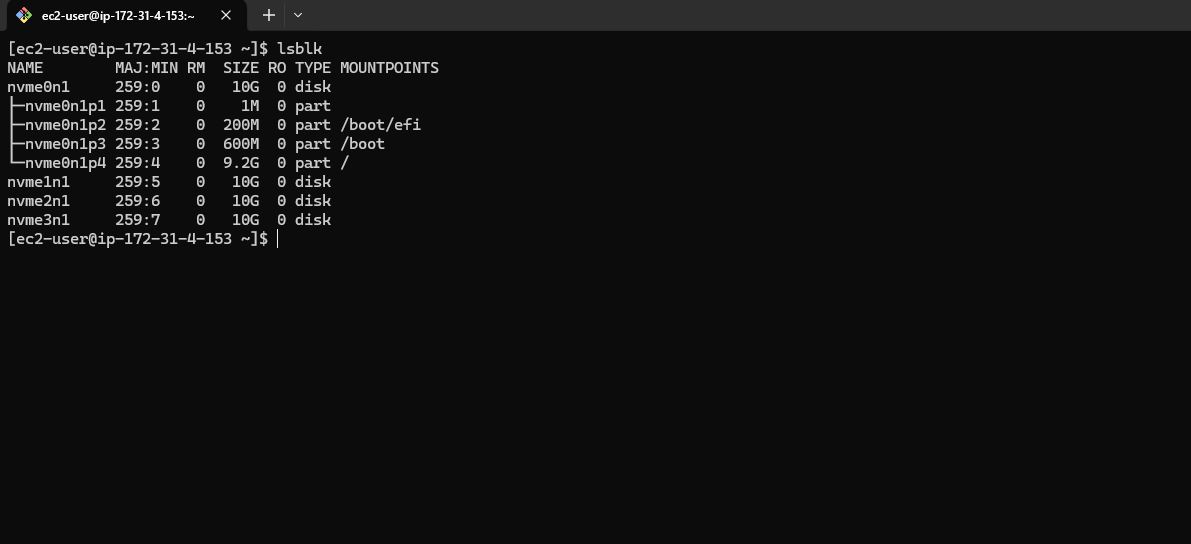 ec2-user@ip-172-31-4-153:~
[ec2-user@ip-172-31-4-153 ~]$ lsblk
NAME        MAJ:MIN RM  SIZE RO TYPE MOUNTPOINTS
nvme0n1     259:0    0   10G  0 disk
├─nvme0n1p1 259:1    0    1M  0 part
├─nvme0n1p2 259:2    0  200M  0 part /boot/efi
├─nvme0n1p3 259:3    0  600M  0 part /boot
└─nvme0n1p4 259:4    0  9.2G  0 part /
nvme1n1     259:5    0   10G  0 disk
nvme2n1     259:6    0   10G  0 disk
nvme3n1     259:7    0   10G  0 disk
[ec2-user@ip-172-31-4-153 ~]$